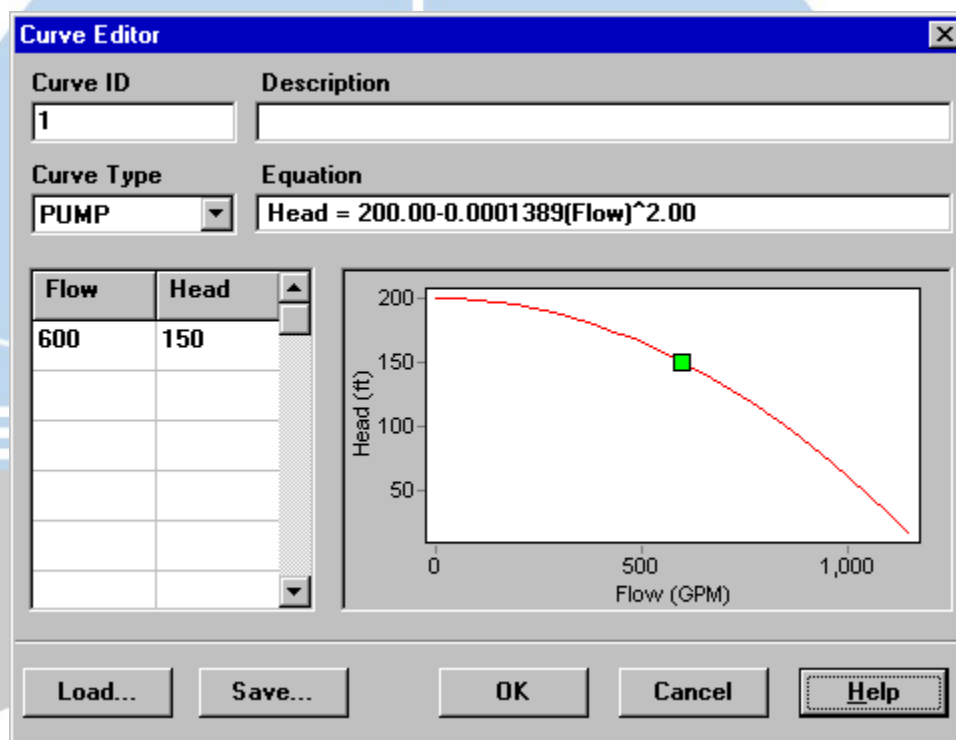 Curve Editor
Curve ID Description
1
Curve Type Equation
PUMP Head = 200.00-0.0001389(Flow)^2.00
Flow Head
600 150
200
150
100
50
Head (ft)
0 500 1,000
Flow (GPM)
Load... Save... OK Cancel Help